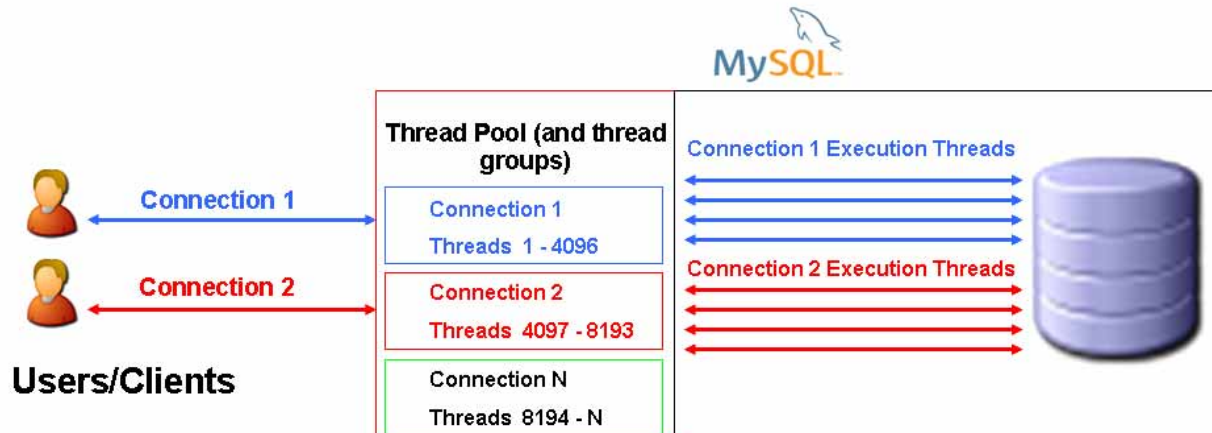 MySQL
Thread Pool (and thread
groups)
Connection 1 Execution Threads
Connection 1
Connection 1
Threads 1 - 4096
Connection 2 Execution Threads
Connection 2
Connection 2
Threads 4097 - 8193
Users/Clients
Connection N
Threads 8194 - N